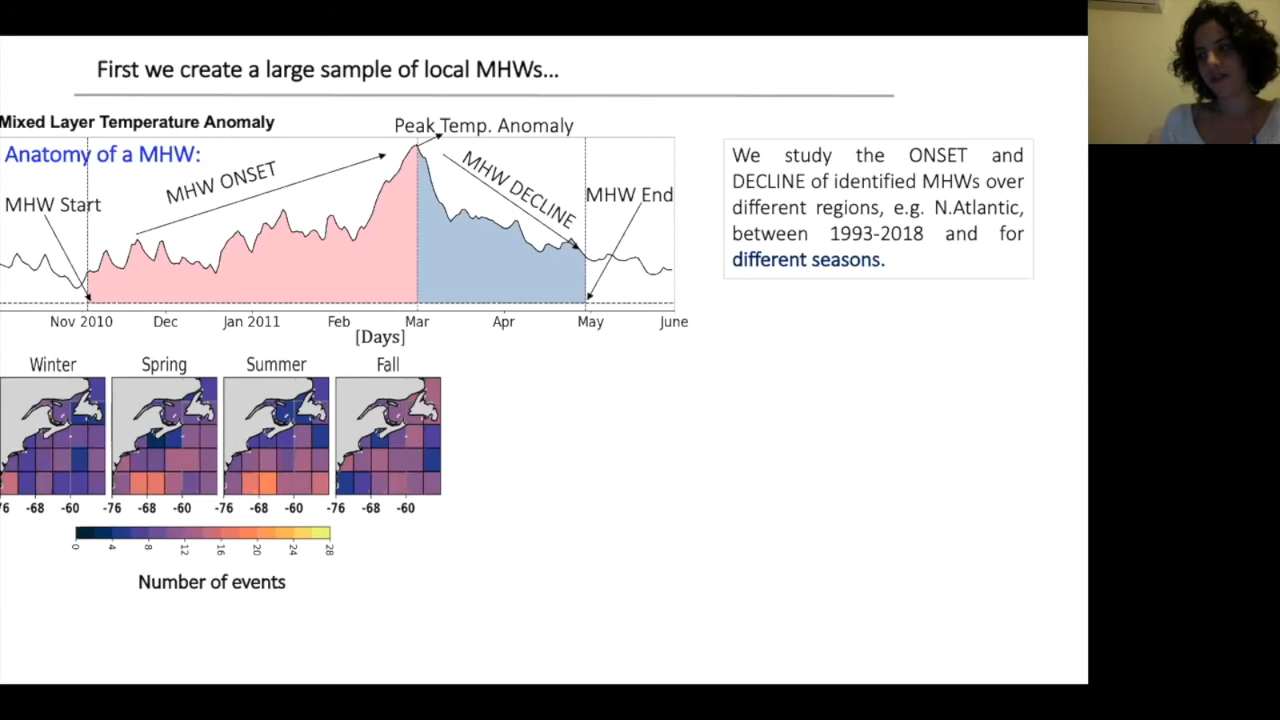 First we create a large sample of local MHWs…
Mixed Layer Temperature Anomaly
Peak Temp. Anomaly
Anatomy of a MHW:
MHW ONSET
MHW DECLINE
MHW Start
MHW End
Nov 2010 Dec Jan 2011 Feb Mar Apr May June
[Days]
We study the ONSET and
DECLINE of identified MHWs over
different regions, e.g. N.Atlantic,
between 1993-2018 and for
different seasons.
Winter Spring Summer Fall
-68 -60 -76 -68 -60 -76 -68 -60 -76 -68 -60
0 4 8 12 16 20 24 28
Number of events